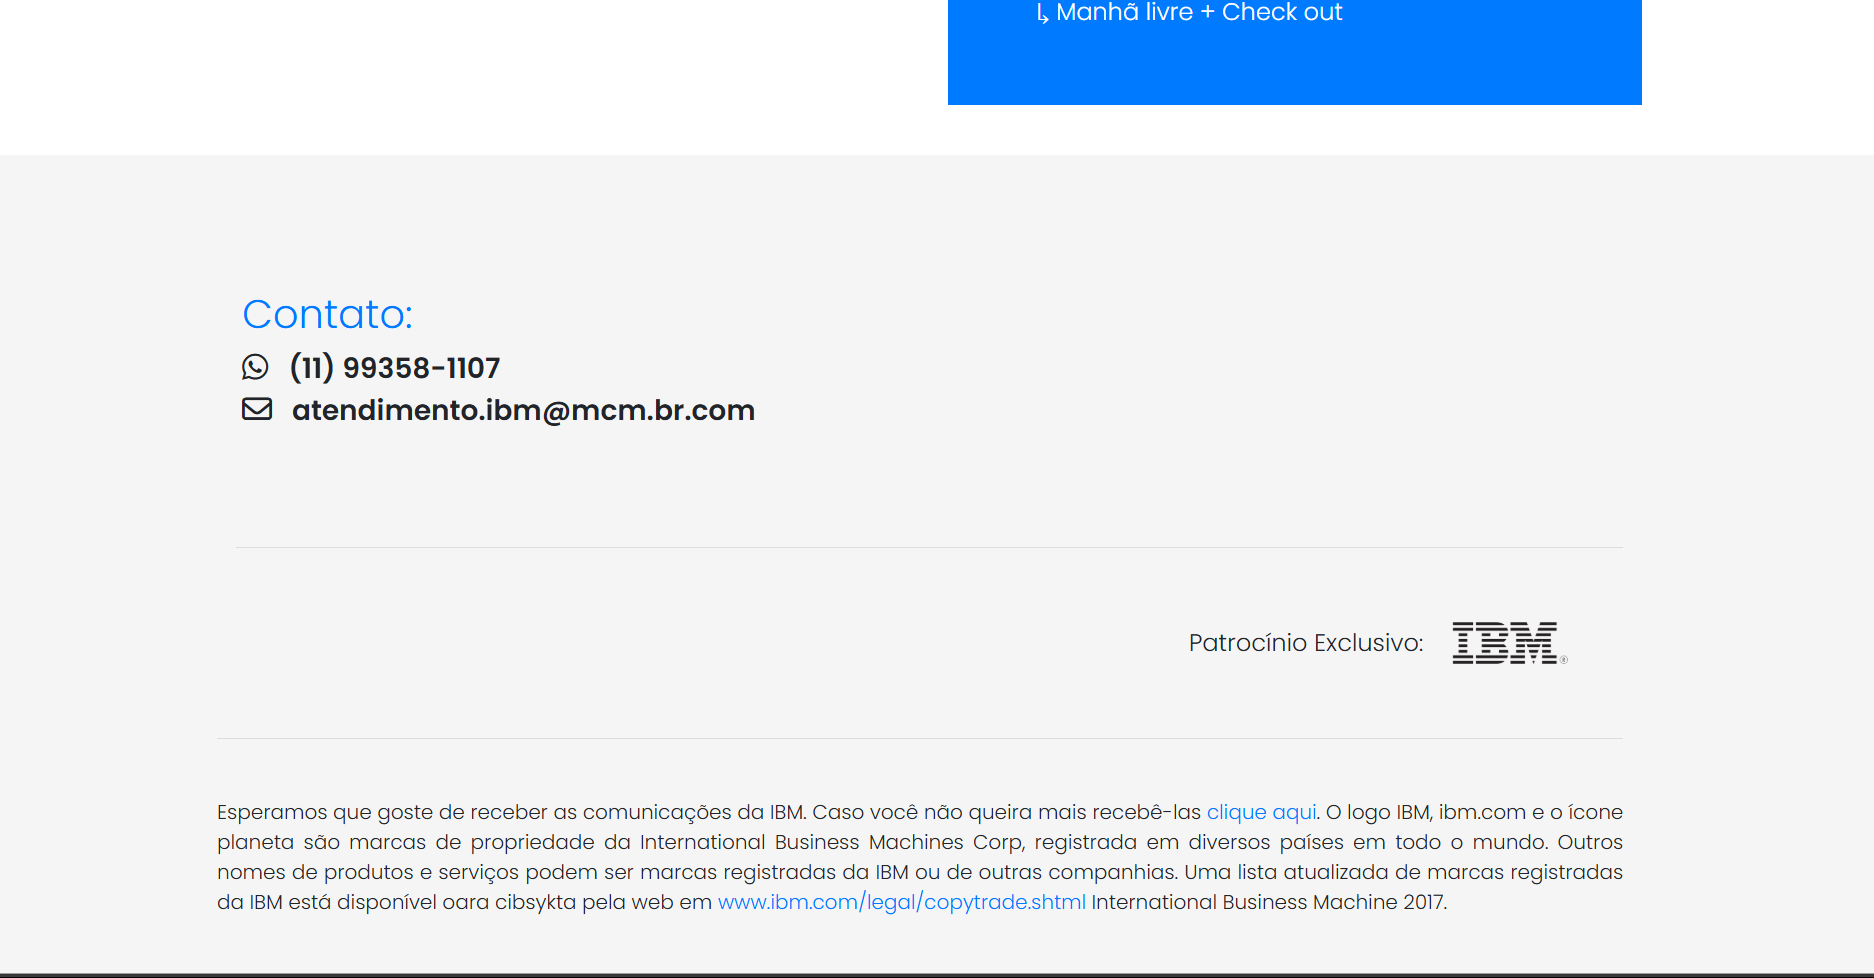 ↳ Manhã livre + Check out
Contato:
(11) 99358-1107
atendimento.ibm@mcm.br.com
Patrocínio Exclusivo: IBM®
Esperamos que goste de receber as comunicações da IBM. Caso você não queira mais recebê-las clique aqui. O logo IBM, ibm.com e o ícone
planeta são marcas de propriedade da International Business Machines Corp, registrada em diversos países em todo o mundo. Outros
nomes de produtos e serviços podem ser marcas registradas da IBM ou de outras companhias. Uma lista atualizada de marcas registradas
da IBM está disponível oara cibsykta pela web em www.ibm.com/legal/copytrade.shtml International Business Machine 2017.